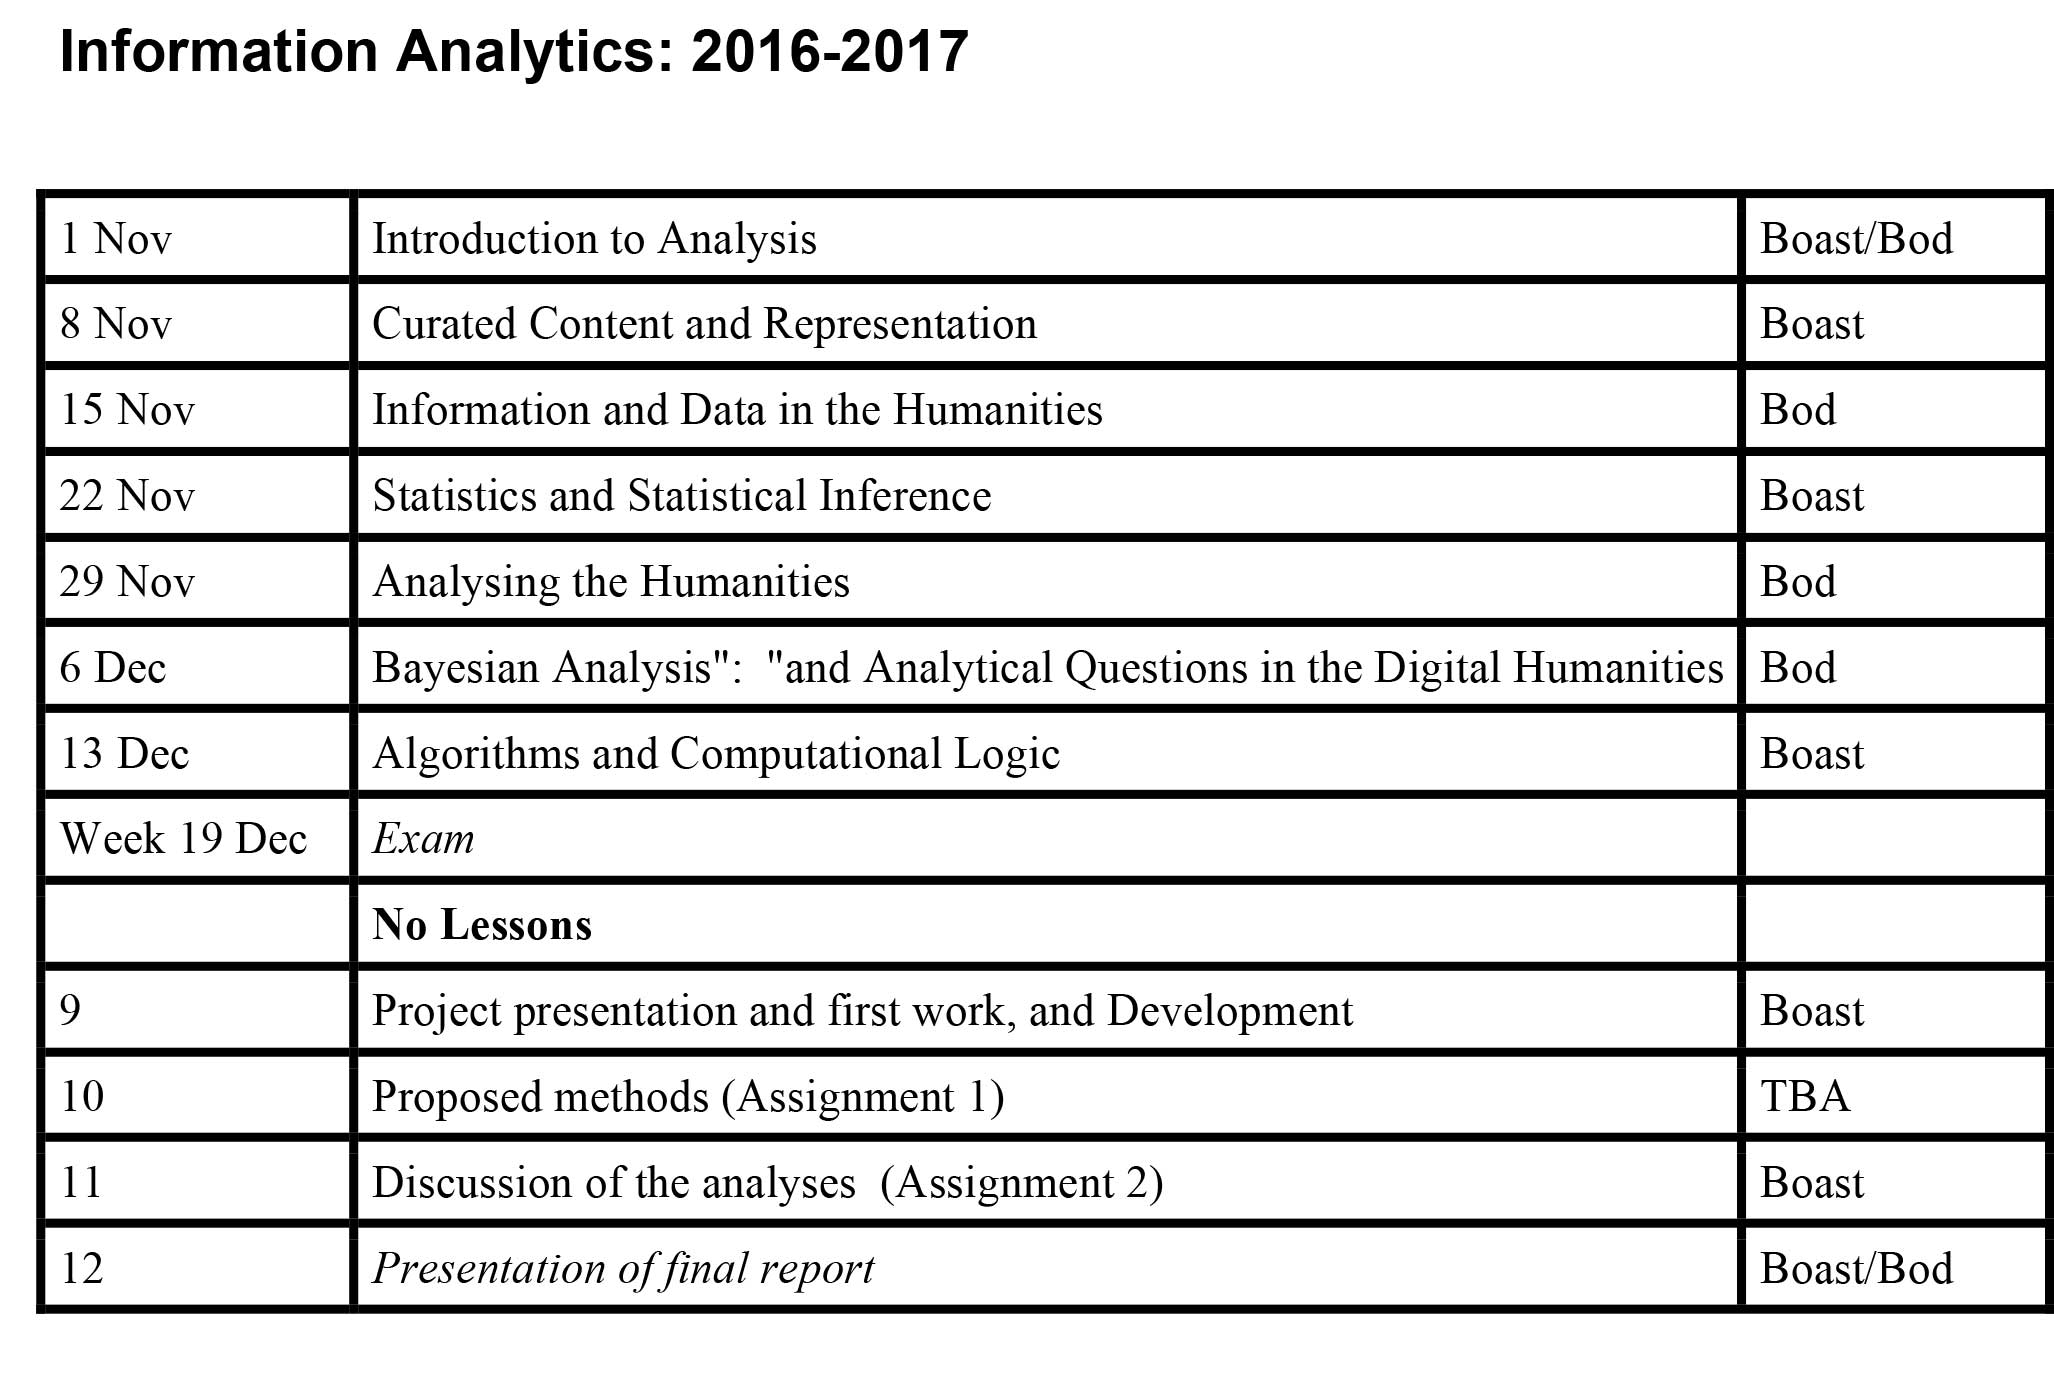 Information Analytics: 2016-2017
1 Nov Introduction to Analysis Boast/Bod
8 Nov Curated Content and Representation Boast
15 Nov Information and Data in the Humanities Bod
22 Nov Statistics and Statistical Inference Boast
29 Nov Analysing the Humanities Bod
6 Dec Bayesian Analysis":  "and Analytical Questions in the Digital Humanities Bod
13 Dec Algorithms and Computational Logic Boast
Week 19 Dec Exam
No Lessons
9 Project presentation and first work, and Development Boast
10 Proposed methods (Assignment 1) TBA
11 Discussion of the analyses  (Assignment 2) Boast
12 Presentation of final report Boast/Bod